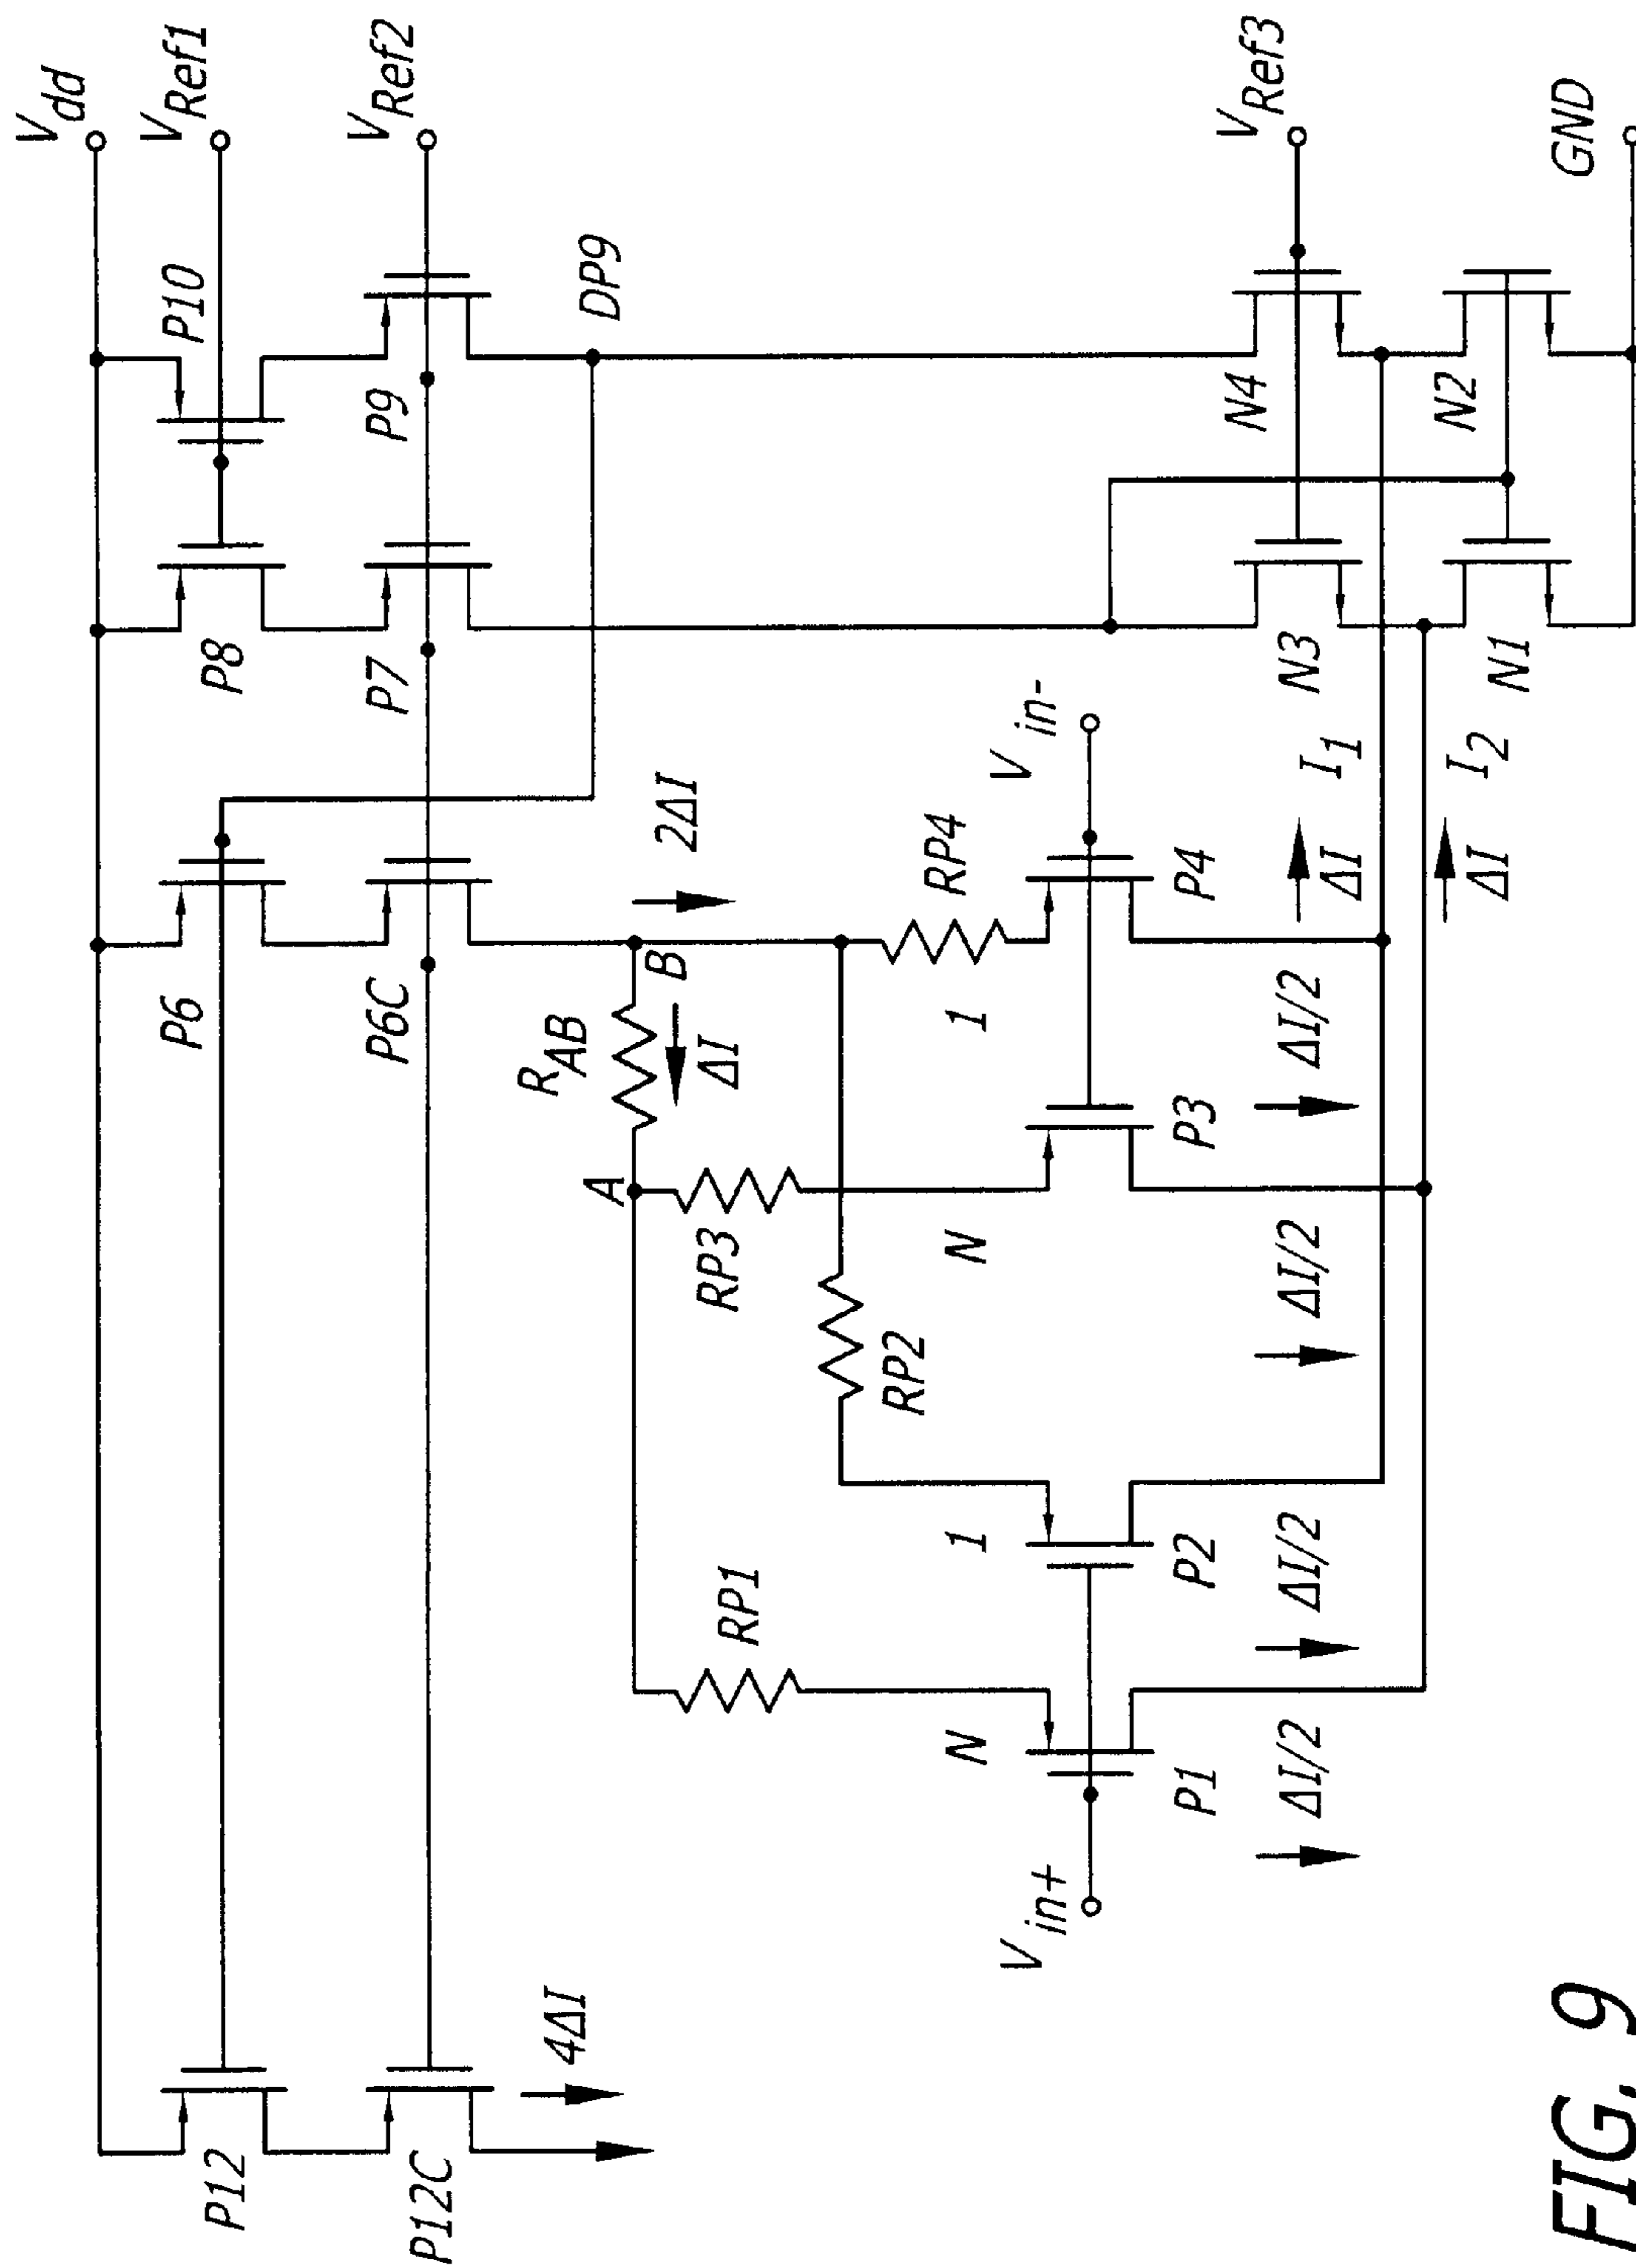 V_dd
V_Ref1
V_Ref2
P10
P8
P9
P7
P6
P6C
P12
P12C
4ΔI
DP9
2ΔI
B
R_AB
ΔI
A
RP3
RP1
RP2
RP4
V_in-
V_in+
N
1
N
1
P1
P2
P3
P4
ΔI/2
ΔI/2
ΔI/2
ΔI/2
ΔI
I_1
ΔI
I_2
V_Ref3
N4
N3
N2
N1
GND
FIG. 9